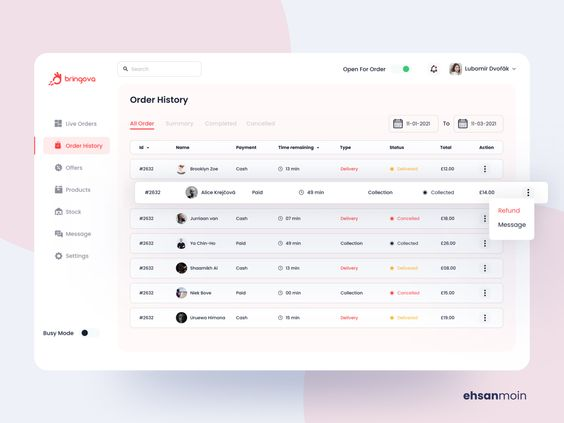 bringova
Search
Open For Order
Lubomír Dvořák
Order History
Live Orders
Order History
Offers
Products
Stock
Message
Settings
Busy Mode
All Order Summary Completed Cancelled
11-01-2021 To 11-03-2021
Id Name Payment Time remaining Type Status Total Action
#2632 Brooklyn Zoe Cash 13 min Delivery Delivered £12.00
#2632 Alice Krejčová Paid 49 min Collection Collected £14.00
Refund
Message
#2632 Jurriaan van Cash 07 min Delivery Cancelled £18.00
#2632 Ya Chin-Ho Paid 49 min Collection Collected £26.00
#2632 Shaamikh Al Cash 13 min Delivery Delivered £08.00
#2632 Niek Bove Paid 00 min Collection Cancelled £15.00
#2632 Uruewa Himona Cash 15 min Delivery Delivered £19.00
ehsanmoin